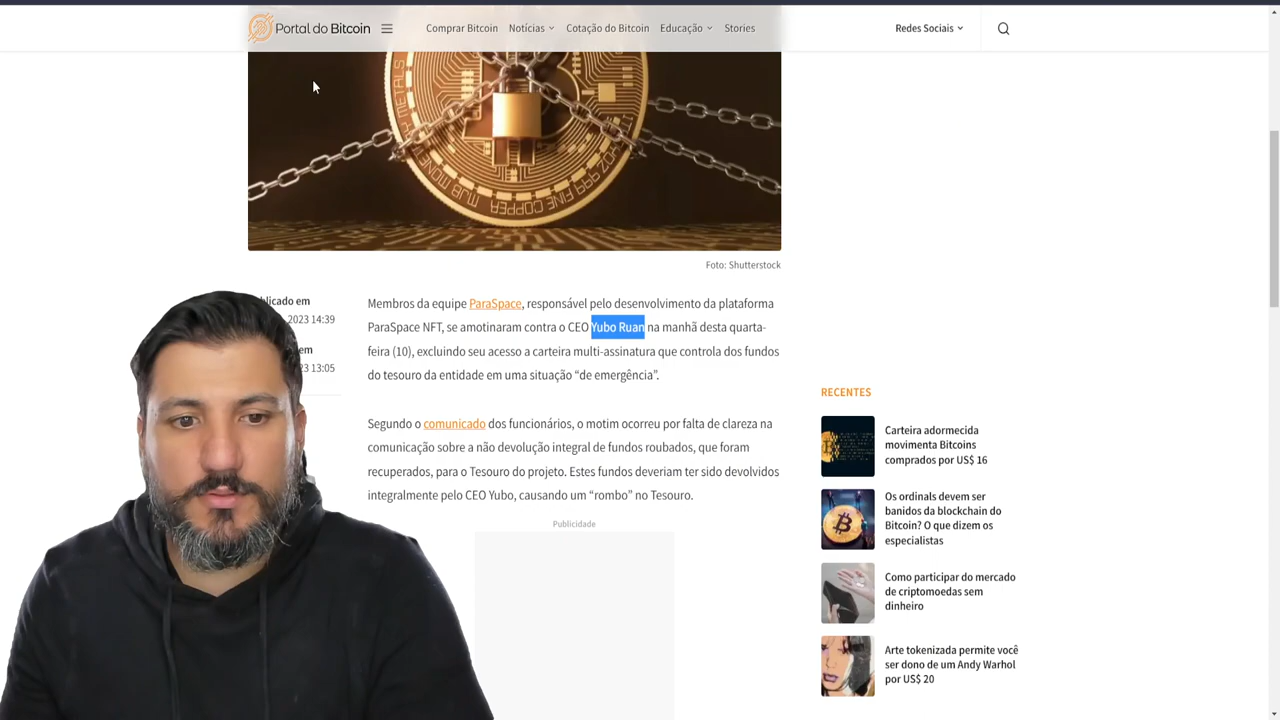 Portal do Bitcoin
Comprar Bitcoin Notícias Cotação do Bitcoin Educação Stories
Redes Sociais
METALS
MJB MONE
FINE COPPER
Foto: Shutterstock
blicado em
2023 14:39
em
23 13:05
Membros da equipe ParaSpace, responsável pelo desenvolvimento da plataforma
ParaSpace NFT, se amotinaram contra o CEO Yubo Ruan na manhã desta quarta-
feira (10), excluindo seu acesso a carteira multi-assinatura que controla dos fundos
do tesouro da entidade em uma situação “de emergência”.
Segundo o comunicado dos funcionários, o motim ocorreu por falta de clareza na
comunicação sobre a não devolução integral de fundos roubados, que foram
recuperados, para o Tesouro do projeto. Estes fundos deveriam ter sido devolvidos
integralmente pelo CEO Yubo, causando um “rombo” no Tesouro.
Publicidade
RECENTES
Carteira adormecida
movimenta Bitcoins
comprados por US$ 16
Os ordinals devem ser
banidos da blockchain do
Bitcoin? O que dizem os
especialistas
Como participar do mercado
de criptomoedas sem
dinheiro
Arte tokenizada permite você
ser dono de um Andy Warhol
por US$ 20